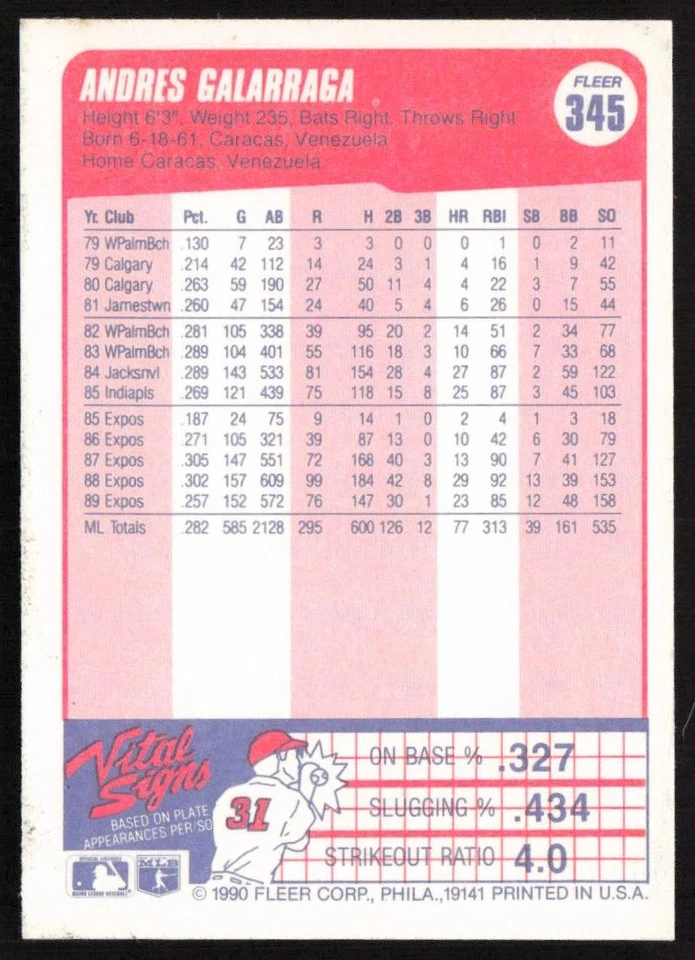 ANDRES GALARRAGA
FLEER
345
Height 6'3", Weight 235, Bats Right, Throws Right
Born 6-18-61, Caracas, Venezuela
Home Caracas, Venezuela
Yr. Club Pct. G AB R H 2B 3B HR RBI SB BB SO
79 WPalmBch .130 7 23 3 3 0 0 0 1 0 2 11
79 Calgary .214 42 112 14 24 3 1 4 16 1 9 42
80 Calgary .263 59 190 27 50 11 4 4 22 3 7 55
81 Jamestwn .260 47 154 24 40 5 4 6 26 0 15 44
82 WPalmBch .281 105 338 39 95 20 2 14 51 2 34 77
83 WPalmBch .289 104 401 55 116 18 3 10 66 7 33 68
84 Jacksnvl .289 143 533 81 154 28 4 27 87 2 59 122
85 Indiapls .269 121 439 75 118 15 8 25 87 3 45 103
85 Expos .187 24 75 9 14 1 0 2 4 1 3 18
86 Expos .271 105 321 39 87 13 0 10 42 6 30 79
87 Expos .305 147 551 72 168 40 3 13 90 7 41 127
88 Expos .302 157 609 99 184 42 8 29 92 13 39 153
89 Expos .257 152 572 76 147 30 1 23 85 12 48 158
ML Totals .282 585 2128 295 600 126 12 77 313 39 161 535
Vital
Signs
BASED ON PLATE
APPEARANCES PER/SO
31
ON BASE % .327
SLUGGING % .434
STRIKEOUT RATIO 4.0
MAJOR LEAGUE BASEBALL
MLB
© 1990 FLEER CORP., PHILA., 19141 PRINTED IN U.S.A.